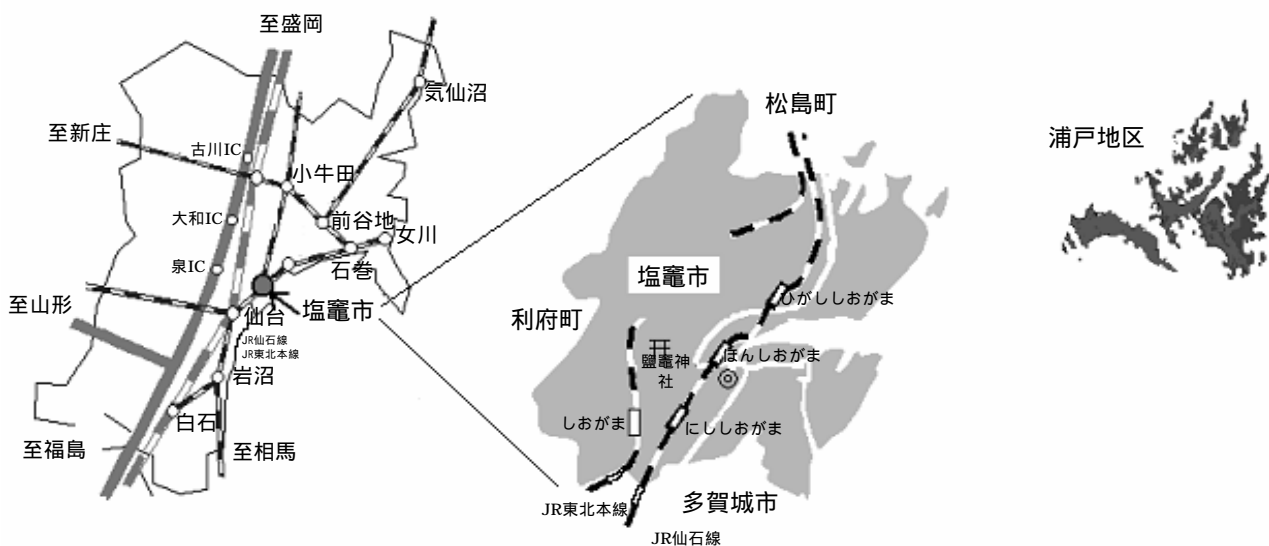 至盛岡
気仙沼
至新庄
古川IC
小牛田
大和IC
前谷地
女川
泉IC
石巻
至山形
仙台
塩竈市
JR仙石線
JR東北本線
岩沼
白石
至福島
至相馬
松島町
塩竈市
ひがししおがま
利府町
鹽竈神
社
ほんしおがま
しおがま
にししおがま
JR東北本線
多賀城市
JR仙石線
浦戸地区